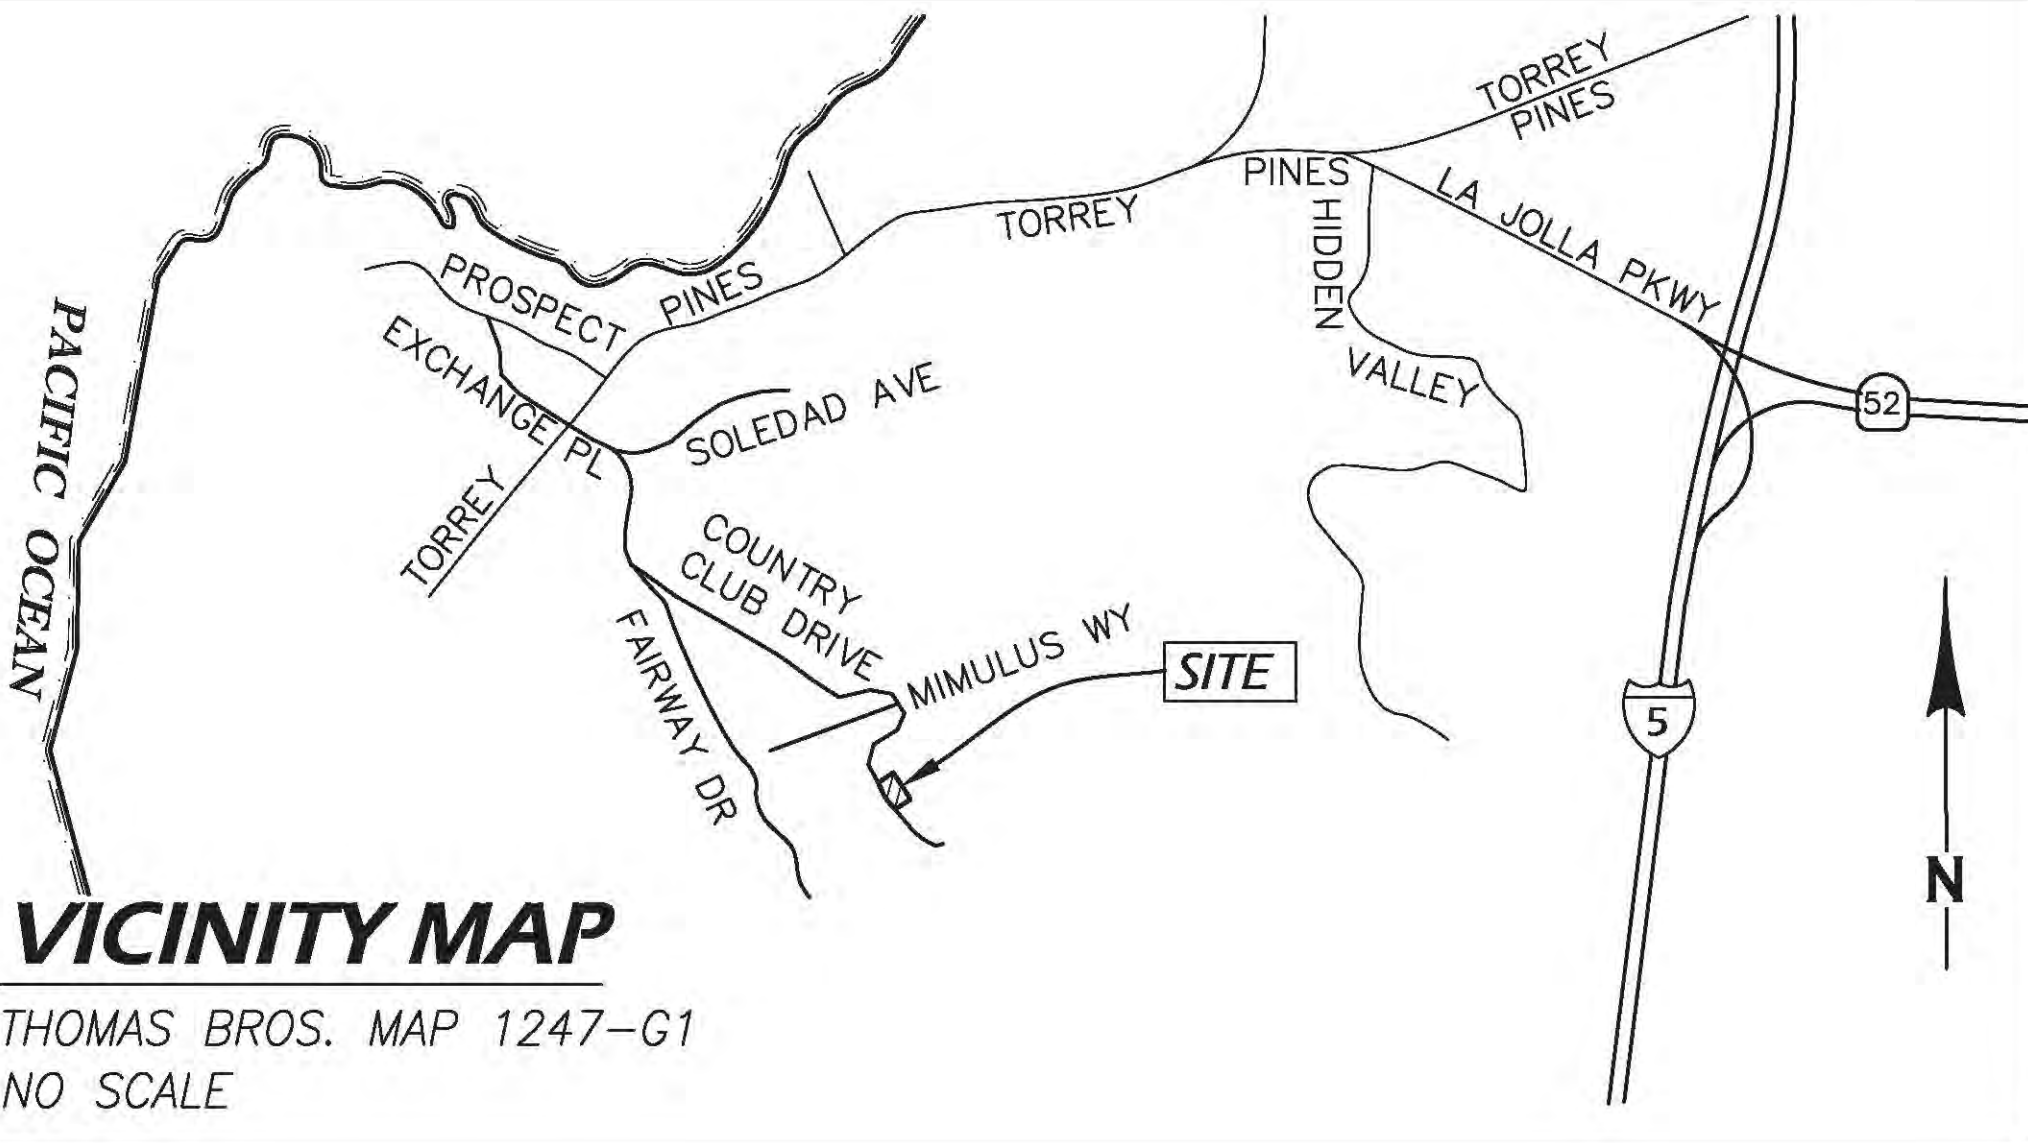 TORREY
PINES
PINES
TORREY
HIDDEN
VALLEY
LA JOLLA PKWY
PROSPECT
PINES
EXCHANGE PL
SOLEDAD AVE
TORREY
52
PACIFIC OCEAN
COUNTRY
CLUB DRIVE
FAIRWAY DR
MIMULUS WY
SITE
5
N
VICINITY MAP
THOMAS BROS. MAP 1247-G1
NO SCALE